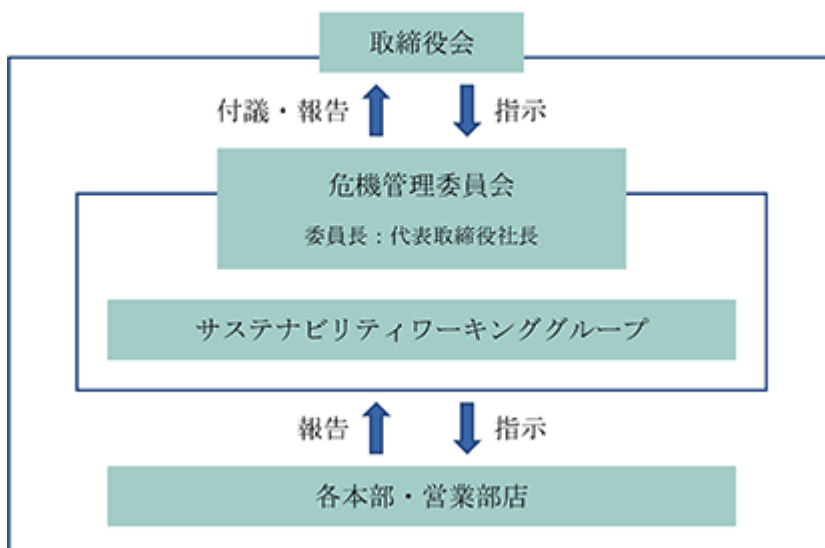 取締役会
付議・報告
指示
危機管理委員会
委員長：代表取締役社長
サステナビリティワーキンググループ
報告
指示
各本部・営業部店